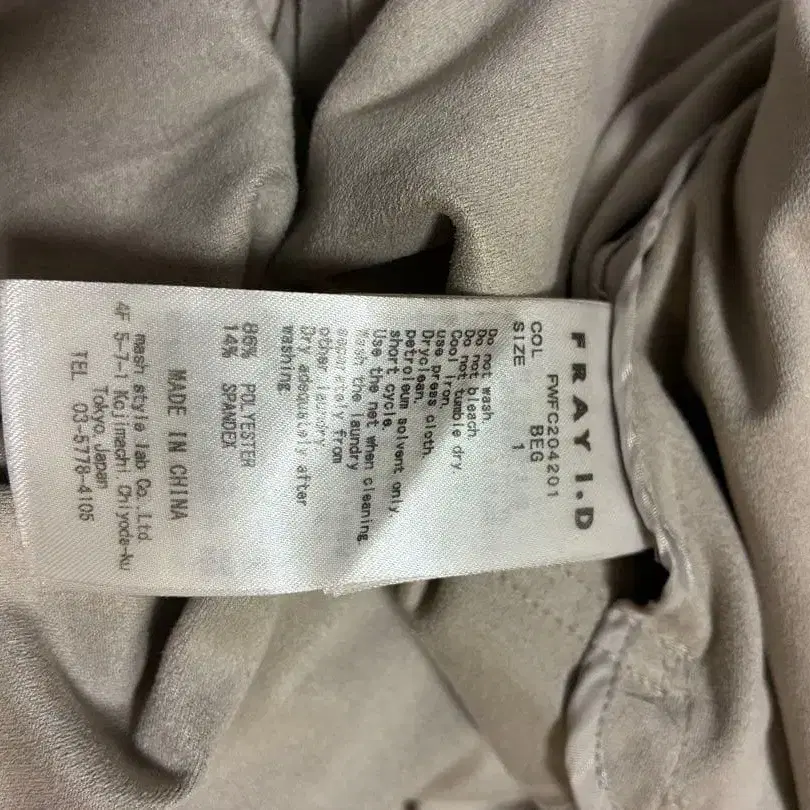 FRAY I.D
FWFC204201
COL BEG
SIZE 1
Do not wash.
Do not bleach.
Do not tumble dry.
Cool iron.
use press cloth.
Dryclean.
petroleum solvent only.
short cycle.
Use the net when cleaning.
Wash the laundry
separately from
other laundry.
Dry adequately after
washing.
86% POLYESTER
14% SPANDEX
MADE IN CHINA
mash style lab Co.,Ltd.
4F 5-7-1 Kojimachi Chiyoda-ku
Tokyo Japan
TEL 03-5778-4105